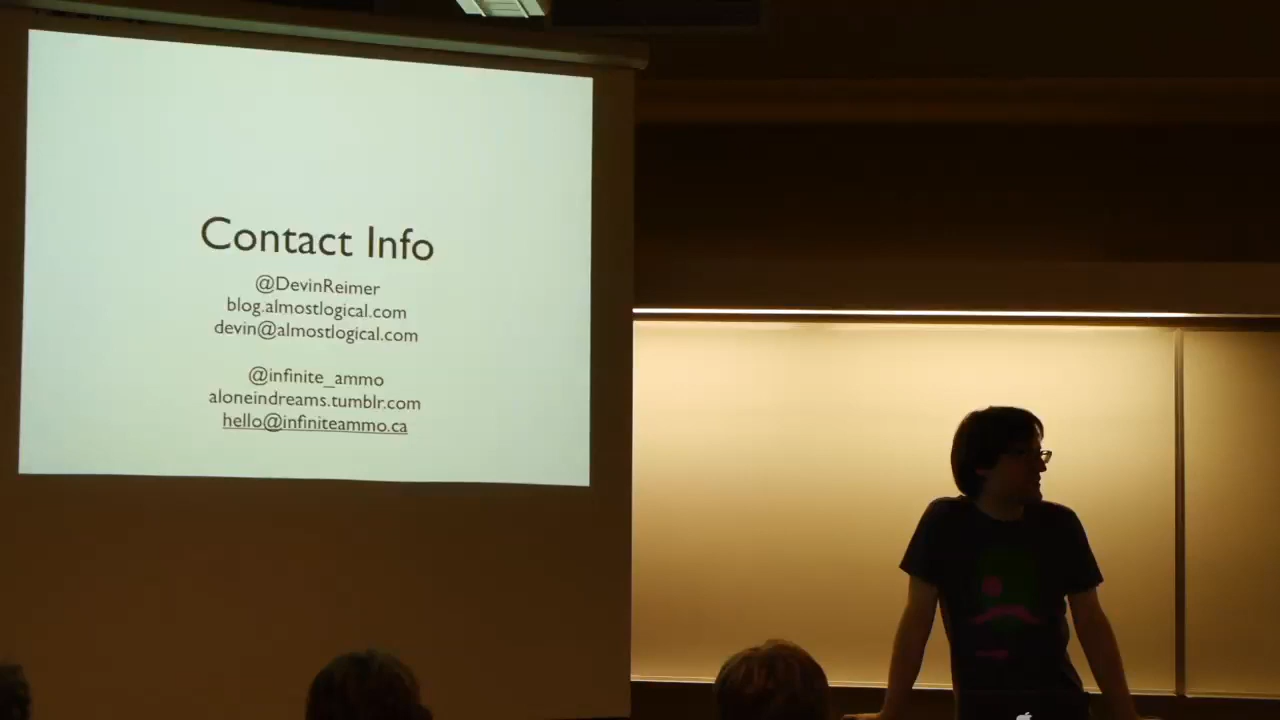 Contact Info
@DevinReimer
blog.almostlogical.com
devin@almostlogical.com
@infinite_ammo
aloneindreams.tumblr.com
hello@infiniteammo.ca